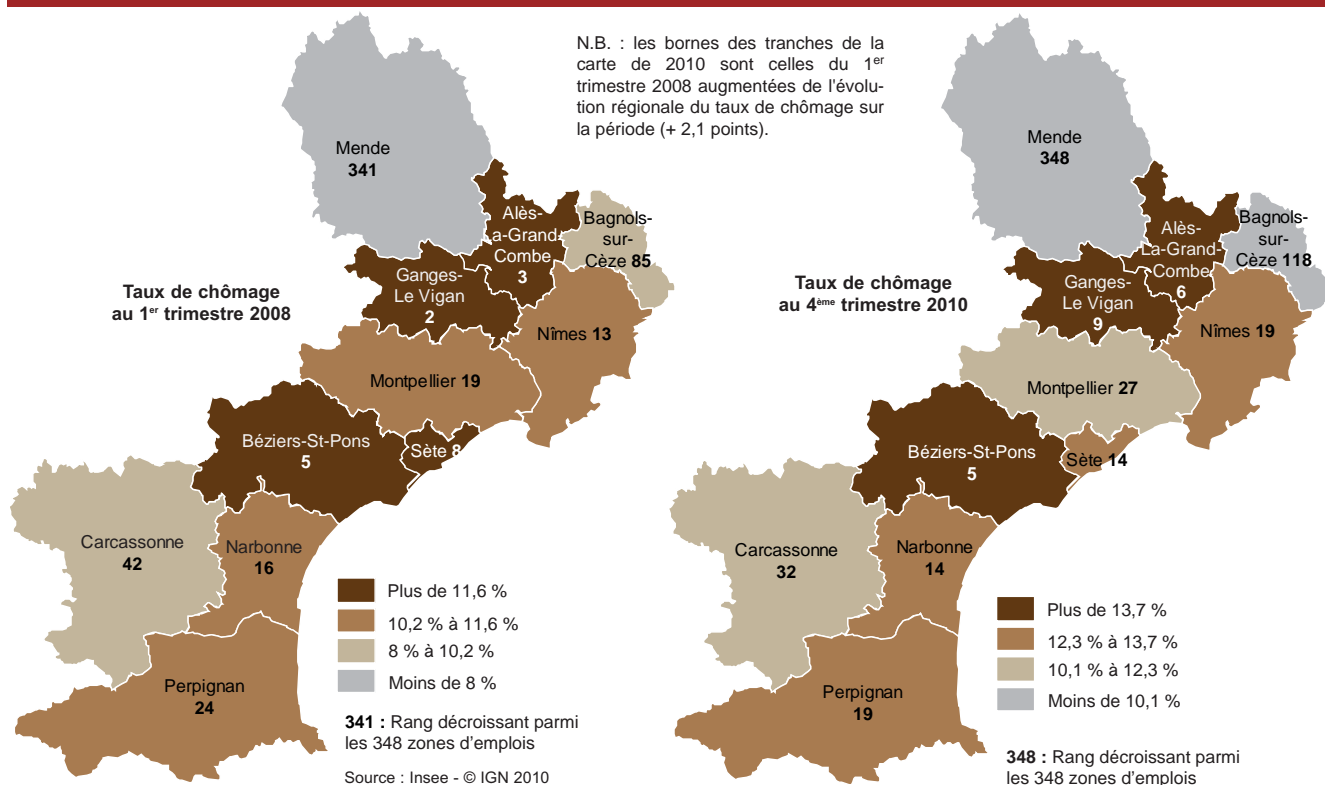 N.B. : les bornes des tranches de la
carte de 2010 sont celles du 1er
trimestre 2008 augmentées de l'évolu-
tion régionale du taux de chômage sur
la période (+ 2,1 points).
Taux de chômage
au 1er trimestre 2008
Mende
341
Alès-
La-Grand-
Combe
3
Bagnols-
sur-
Cèze 85
Ganges-
Le Vigan
2
Nîmes 13
Montpellier 19
Béziers-St-Pons
5
Sète 8
Carcassonne
42
Narbonne
16
Perpignan
24
Plus de 11,6 %
10,2 % à 11,6 %
8 % à 10,2 %
Moins de 8 %
341 : Rang décroissant parmi
les 348 zones d'emplois
Source : Insee - © IGN 2010
Taux de chômage
au 4ème trimestre 2010
Mende
348
Alès-
La-Grand-
Combe
6
Bagnols-
sur-
Cèze 118
Ganges-
Le Vigan
9
Nîmes 19
Montpellier 27
Béziers-St-Pons
5
Sète 14
Carcassonne
32
Narbonne
14
Perpignan
19
Plus de 13,7 %
12,3 % à 13,7 %
10,1 % à 12,3 %
Moins de 10,1 %
348 : Rang décroissant parmi
les 348 zones d'emplois